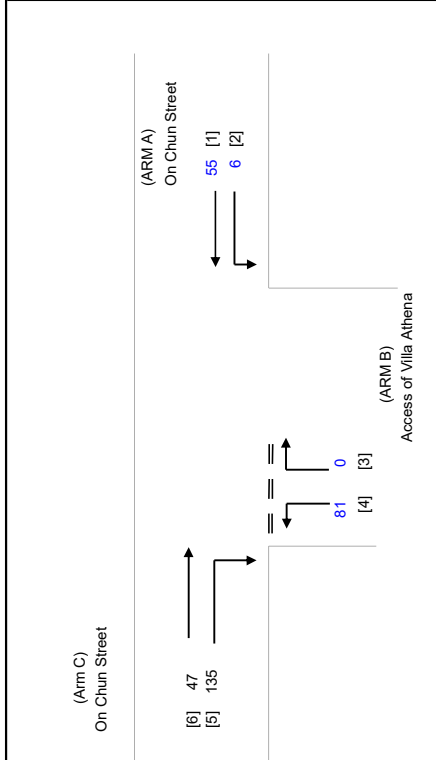 (Arm C)
On Chun Street
[6] 47
[5] 135
(ARM A)
On Chun Street
55 [1]
6 [2]
81
[4]
0
[3]
(ARM B)
Access of Villa Athena